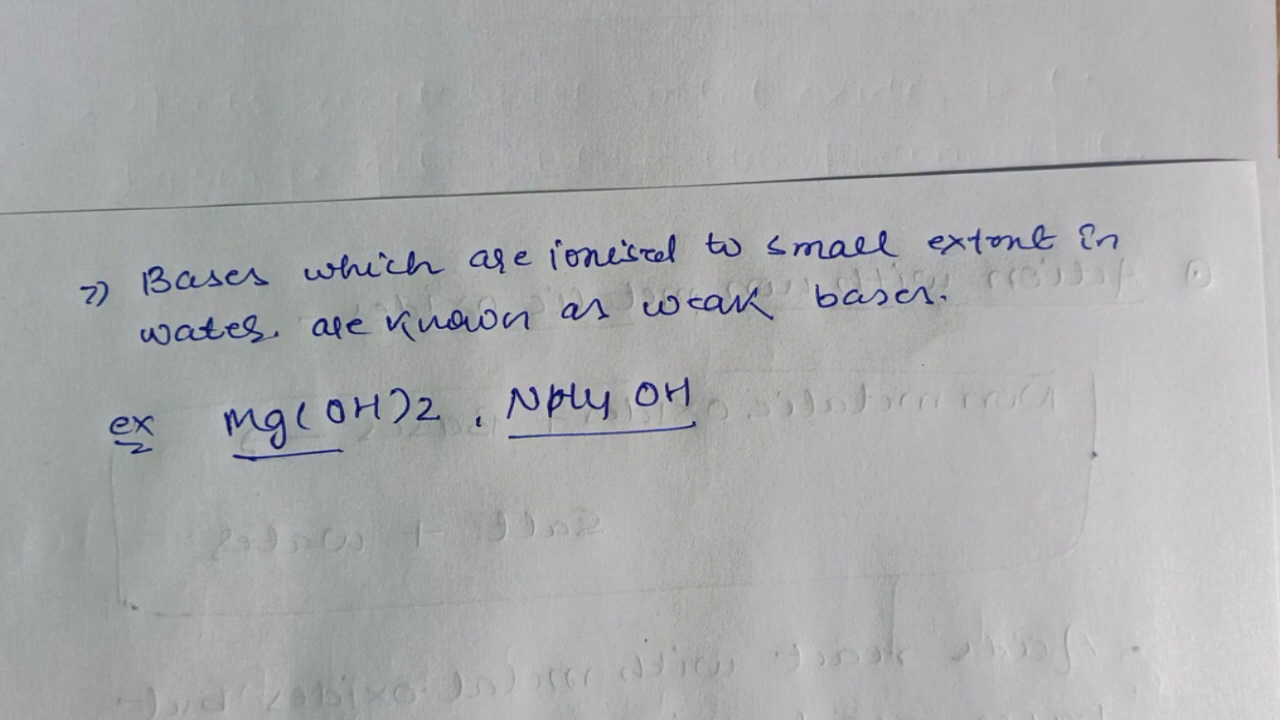 7) Bases which are ionised to small extent in
water. are known as weak bases.
ex Mg(OH)2, NH4 OH